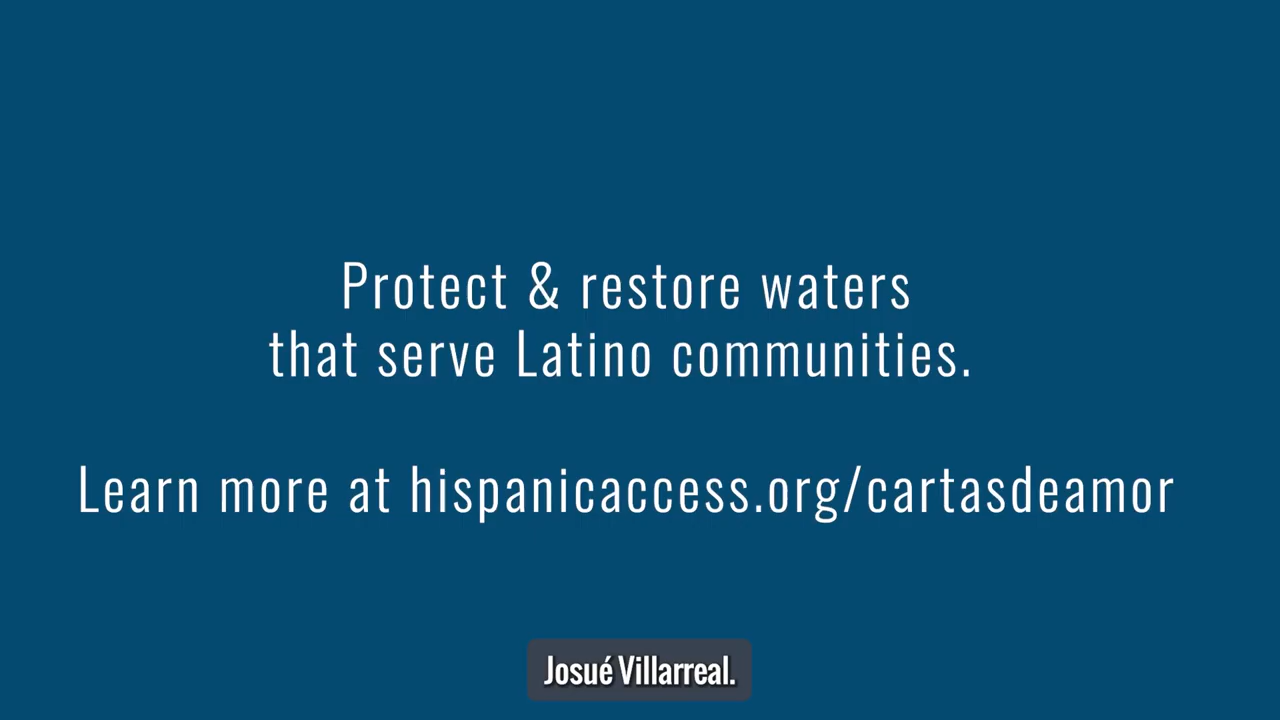 Protect & restore waters
that serve Latino communities.
Learn more at hispanicaccess.org/cartasdeamor
Josué Villarreal.